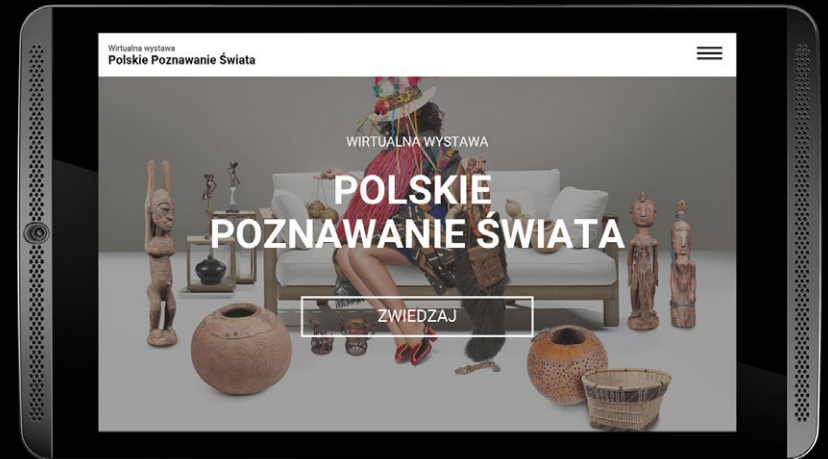 Wirtualna wystawa
Polskie Poznawanie Świata
WIRTUALNA WYSTAWA
POLSKIE
POZNAWANIE ŚWIATA
ZWIEDZAJ